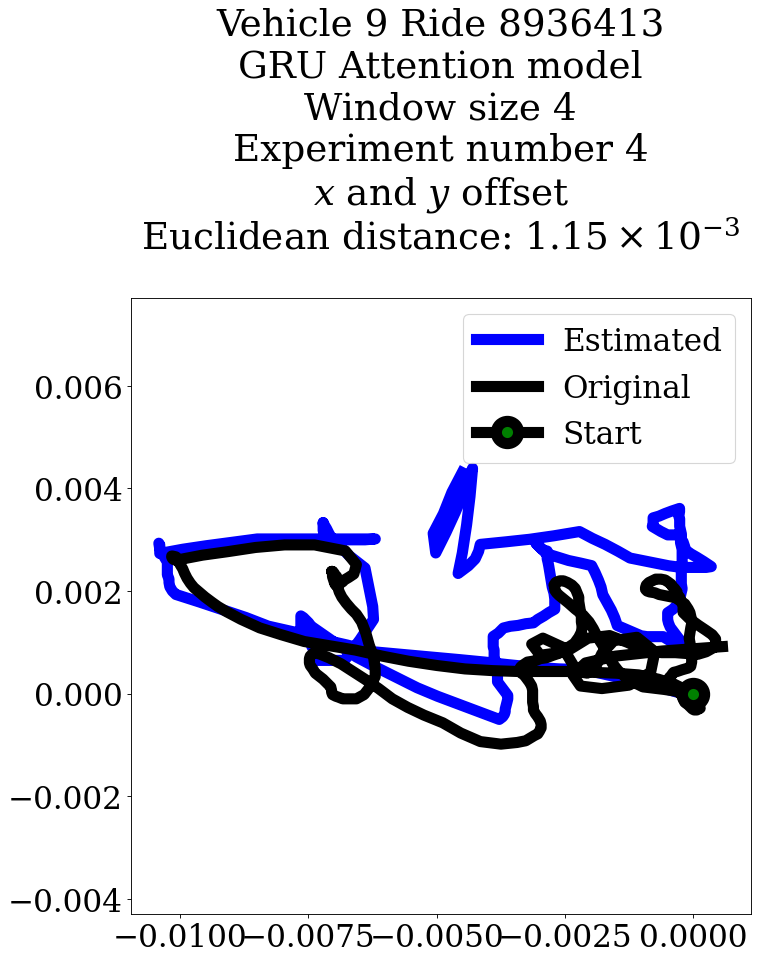 Vehicle 9 Ride 8936413
GRU Attention model
Window size 4
Experiment number 4
x and y offset
Euclidean distance: 1.15 × 10⁻³
Estimated
Original
Start
0.006
0.004
0.002
0.000
−0.002
−0.004
−0.0100 −0.0075 −0.0050 −0.0025 0.0000